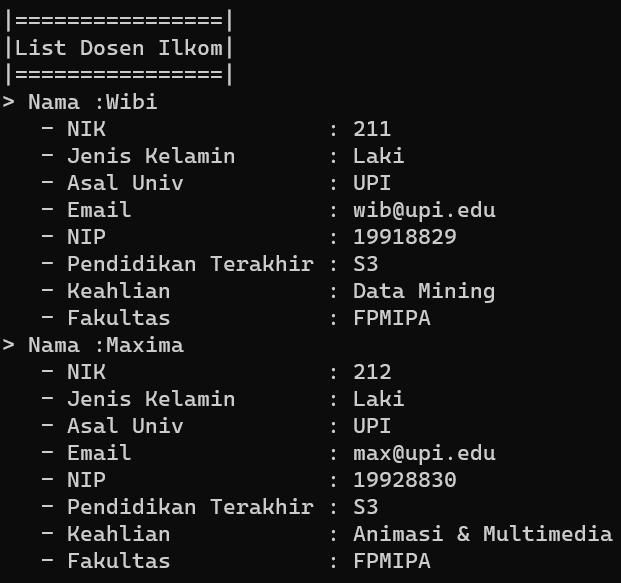 |================|
|List Dosen Ilkom|
|================|
> Nama :Wibi
   - NIK                 : 211
   - Jenis Kelamin       : Laki
   - Asal Univ           : UPI
   - Email               : wib@upi.edu
   - NIP                 : 19918829
   - Pendidikan Terakhir : S3
   - Keahlian            : Data Mining
   - Fakultas            : FPMIPA
> Nama :Maxima
   - NIK                 : 212
   - Jenis Kelamin       : Laki
   - Asal Univ           : UPI
   - Email               : max@upi.edu
   - NIP                 : 19928830
   - Pendidikan Terakhir : S3
   - Keahlian            : Animasi & Multimedia
   - Fakultas            : FPMIPA